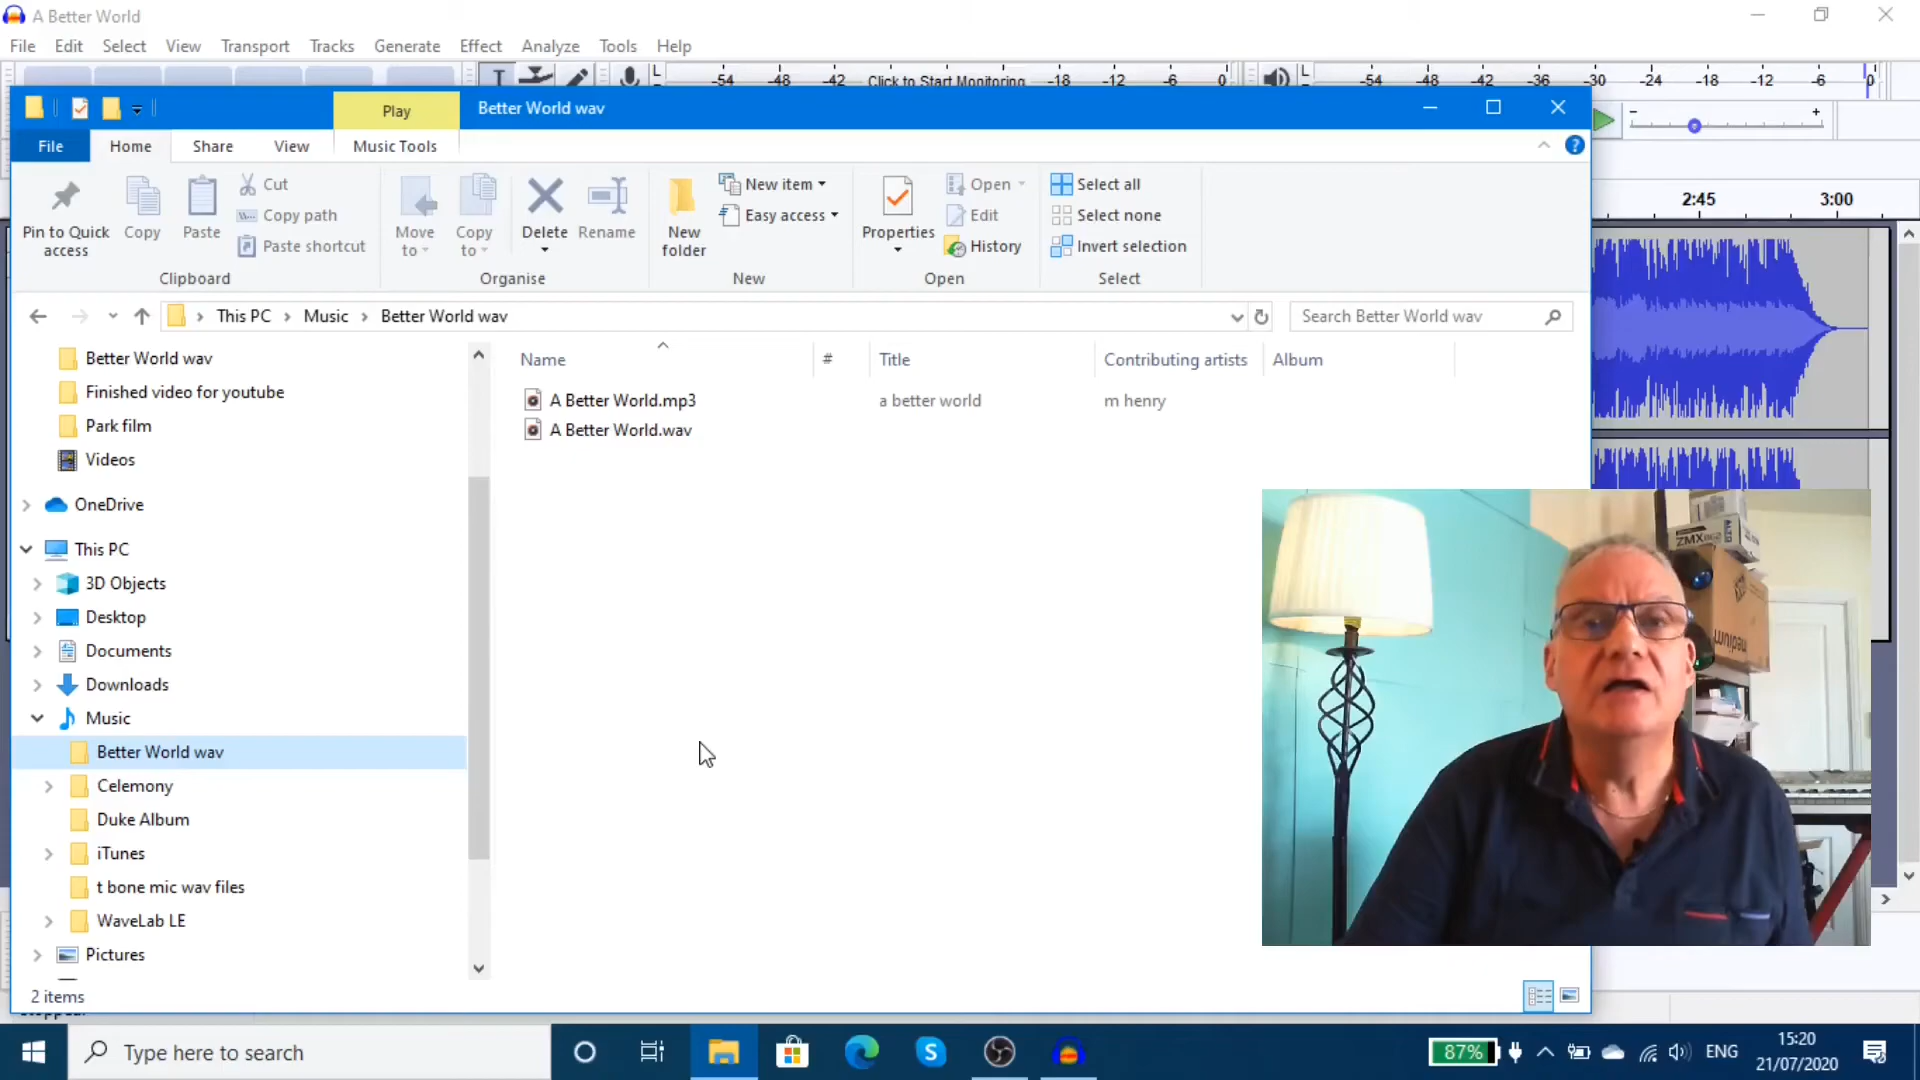 A Better World
File Edit Select View Transport Tracks Generate Effect Analyze Tools Help
-54 -48 -42 Click to Start Monitoring -18 -12 -6 0 -54 -48 -42 -36 -30 -24 -18 -12 -6 0
L L
Play Better World wav
- +
File Home Share View Music Tools
Pin to Quick access
Copy
Paste
Cut
Copy path
Paste shortcut
Move to
Copy to
Delete
Rename
New folder
New item
Easy access
Properties
Open
Edit
History
Select all
Select none
Invert selection
Clipboard Organise New Open Select
2:45 3:00
This PC > Music > Better World wav
Search Better World wav
Better World wav
Finished video for youtube
Park film
Videos
OneDrive
This PC
3D Objects
Desktop
Documents
Downloads
Music
Better World wav
Celemony
Duke Album
iTunes
t bone mic wav files
WaveLab LE
Pictures
Name # Title Contributing artists Album
A Better World.mp3 a better world m henry
A Better World.wav
ZMX862
medium
2 items
Type here to search
87%
ENG
15:20
21/07/2020